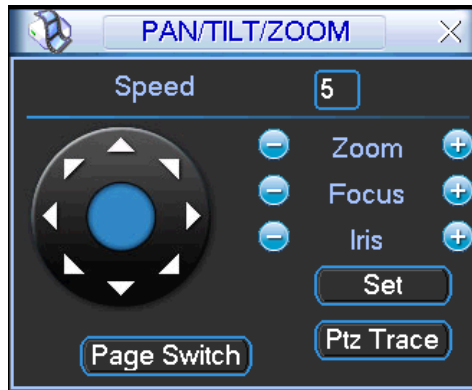 PAN/TILT/ZOOM
Speed 5
Zoom
Focus
Iris
Set
Ptz Trace
Page Switch